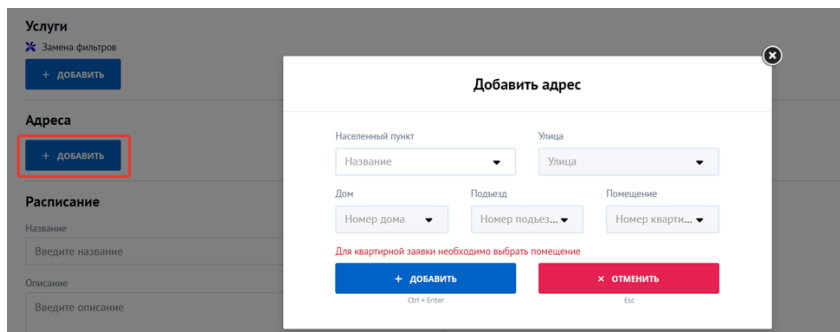 Услуги
Замена фильтров
+ ДОБАВИТЬ
Адреса
+ ДОБАВИТЬ
Расписание
Название
Введите название
Описание
Введите описание
Добавить адрес
Населенный пункт Улица
Название Улица
Дом Подъезд Помещение
Номер дома Номер подъез... Номер кварти...
Для квартирной заявки необходимо выбрать помещение
+ ДОБАВИТЬ × ОТМЕНИТЬ
Ctrl + Enter Esc